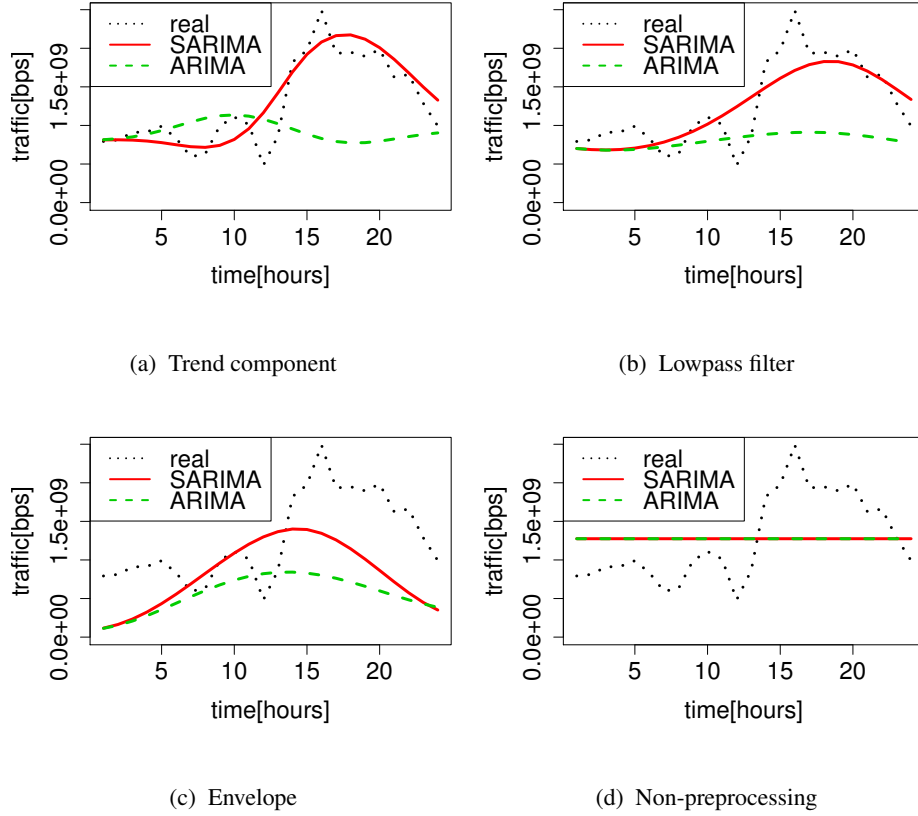 real
SARIMA
ARIMA
traffic[bps]
0.0e+00 1.5e+09
5 10 15 20
time[hours]
(a) Trend component
real
SARIMA
ARIMA
traffic[bps]
0.0e+00 1.5e+09
5 10 15 20
time[hours]
(b) Lowpass filter
real
SARIMA
ARIMA
traffic[bps]
0.0e+00 1.5e+09
5 10 15 20
time[hours]
(c) Envelope
real
SARIMA
ARIMA
traffic[bps]
0.0e+00 1.5e+09
5 10 15 20
time[hours]
(d) Non-preprocessing